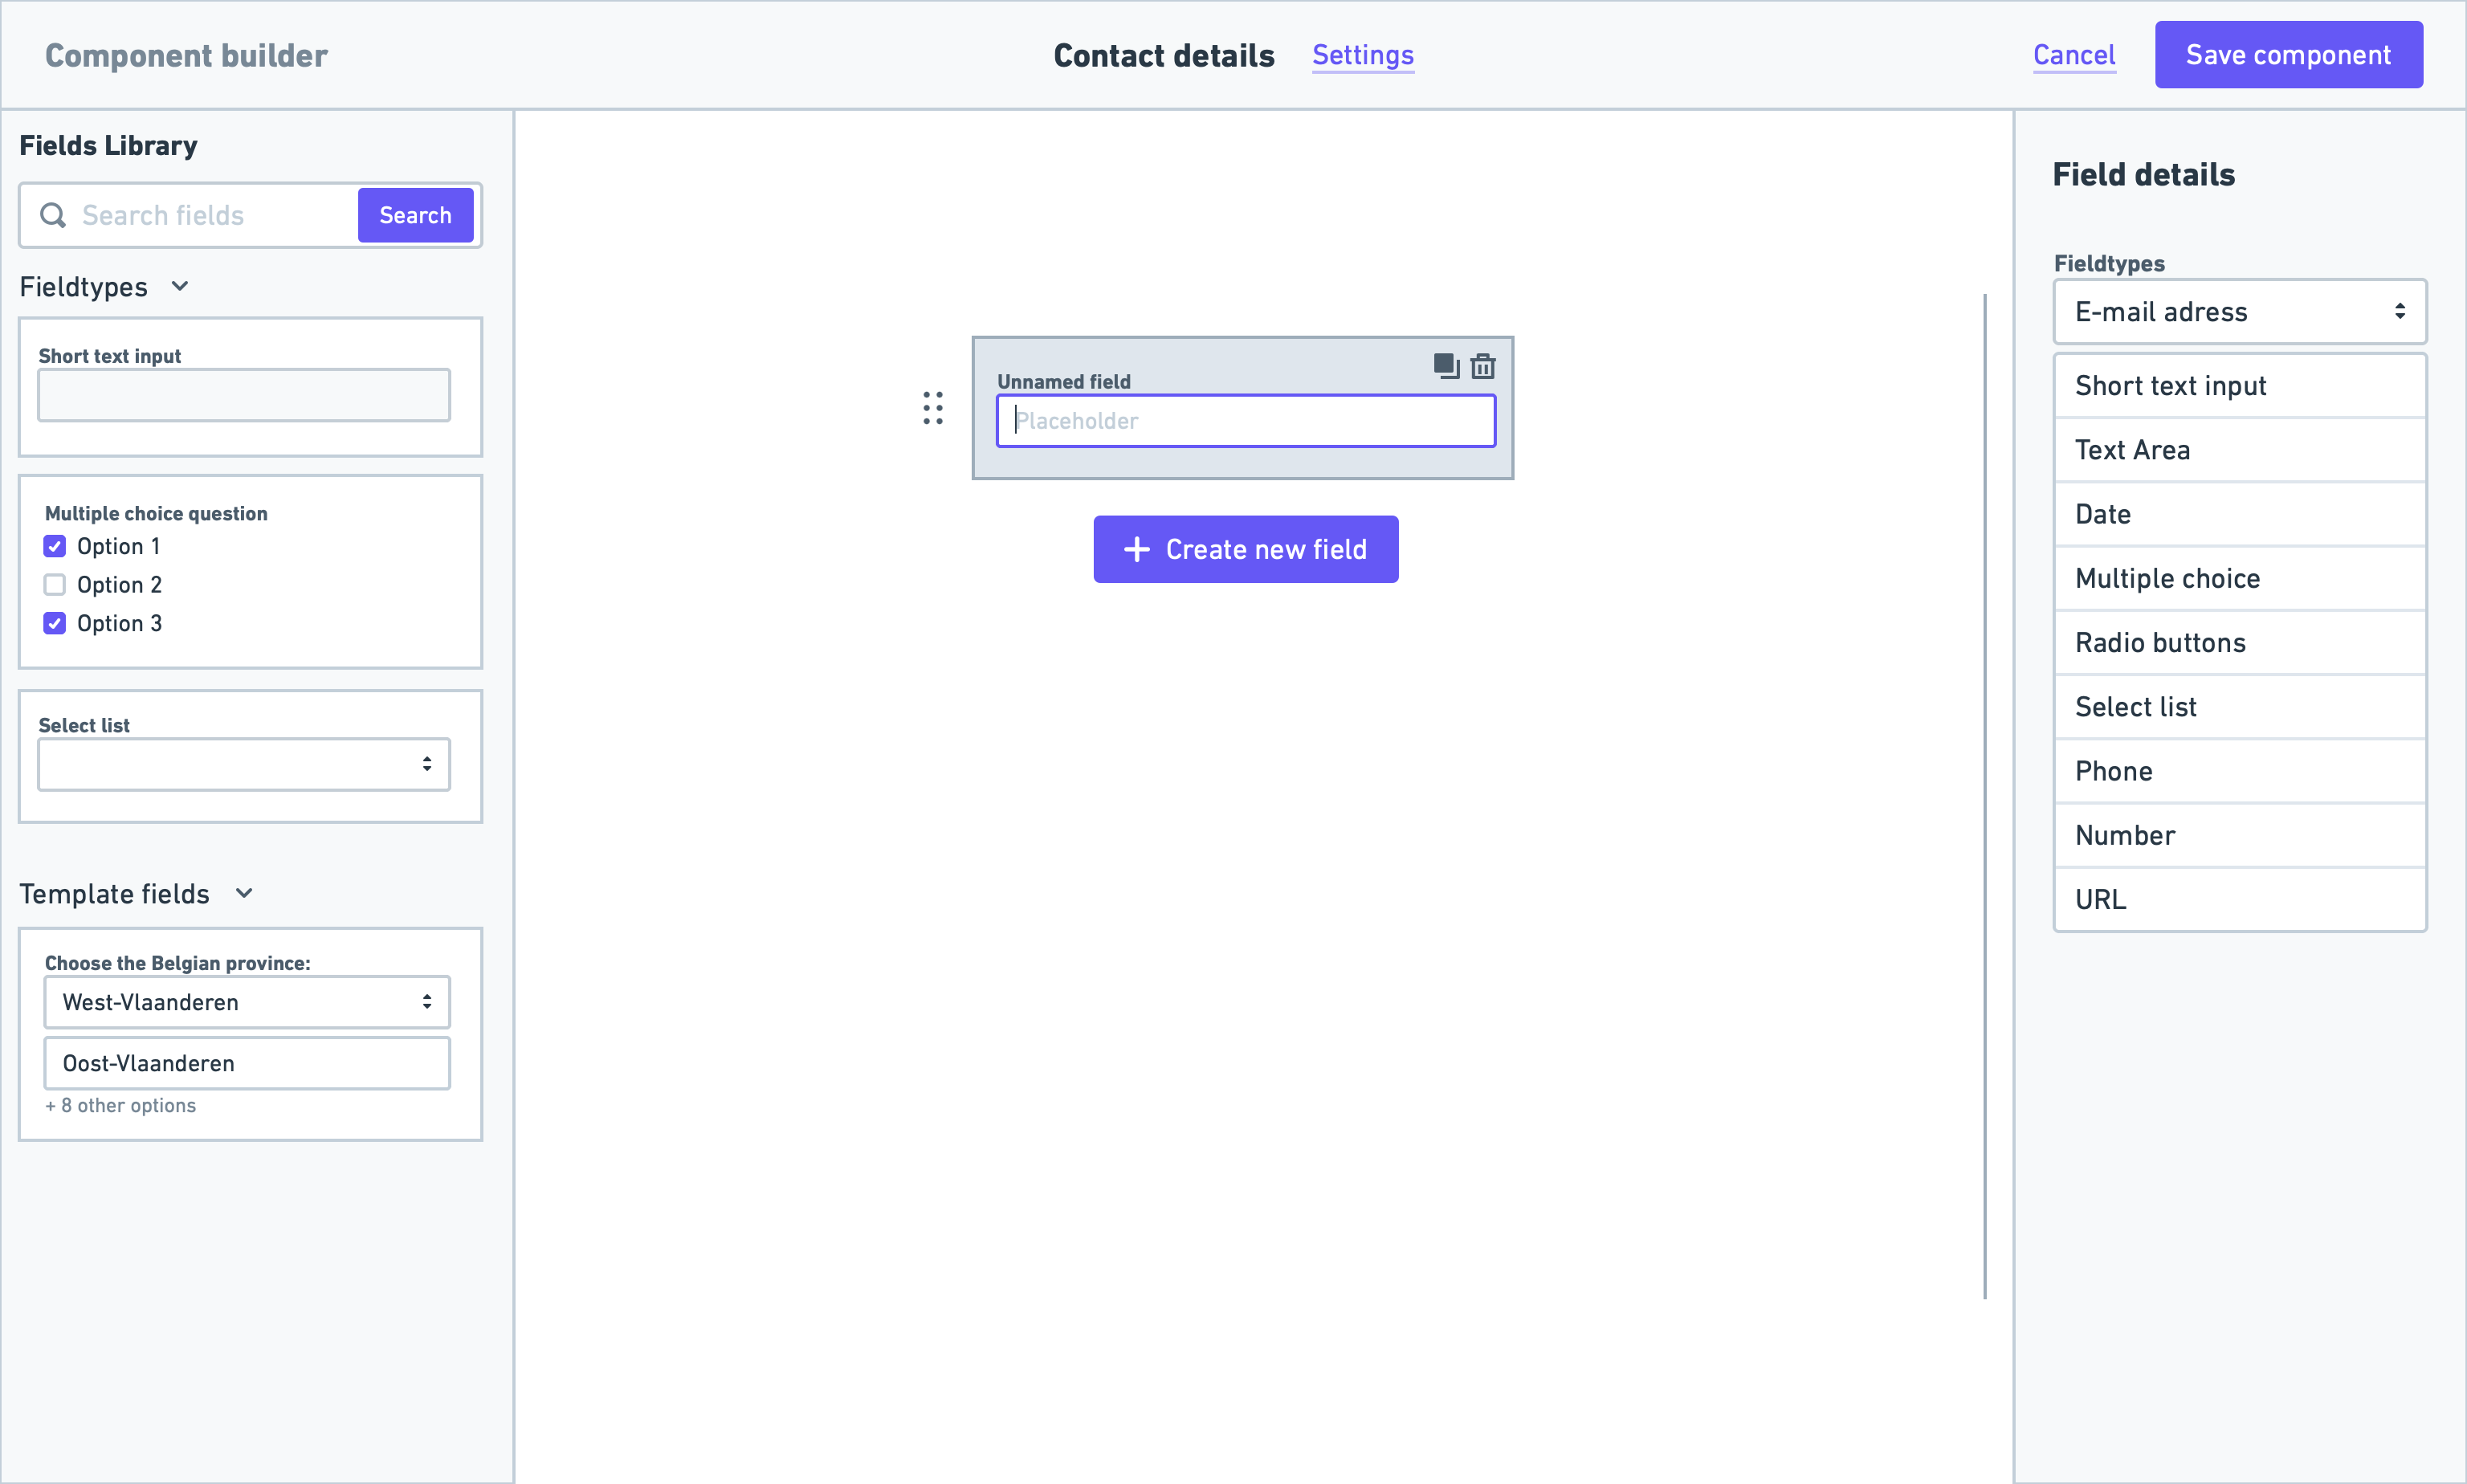 Component builder
Contact details
Settings
Cancel
Save component
Fields Library
Search fields
Search
Fieldtypes
Short text input
Multiple choice question
Option 1
Option 2
Option 3
Select list
Template fields
Choose the Belgian province:
West-Vlaanderen
Oost-Vlaanderen
+ 8 other options
Unnamed field
Placeholder
Create new field
Field details
Fieldtypes
E-mail adress
Short text input
Text Area
Date
Multiple choice
Radio buttons
Select list
Phone
Number
URL